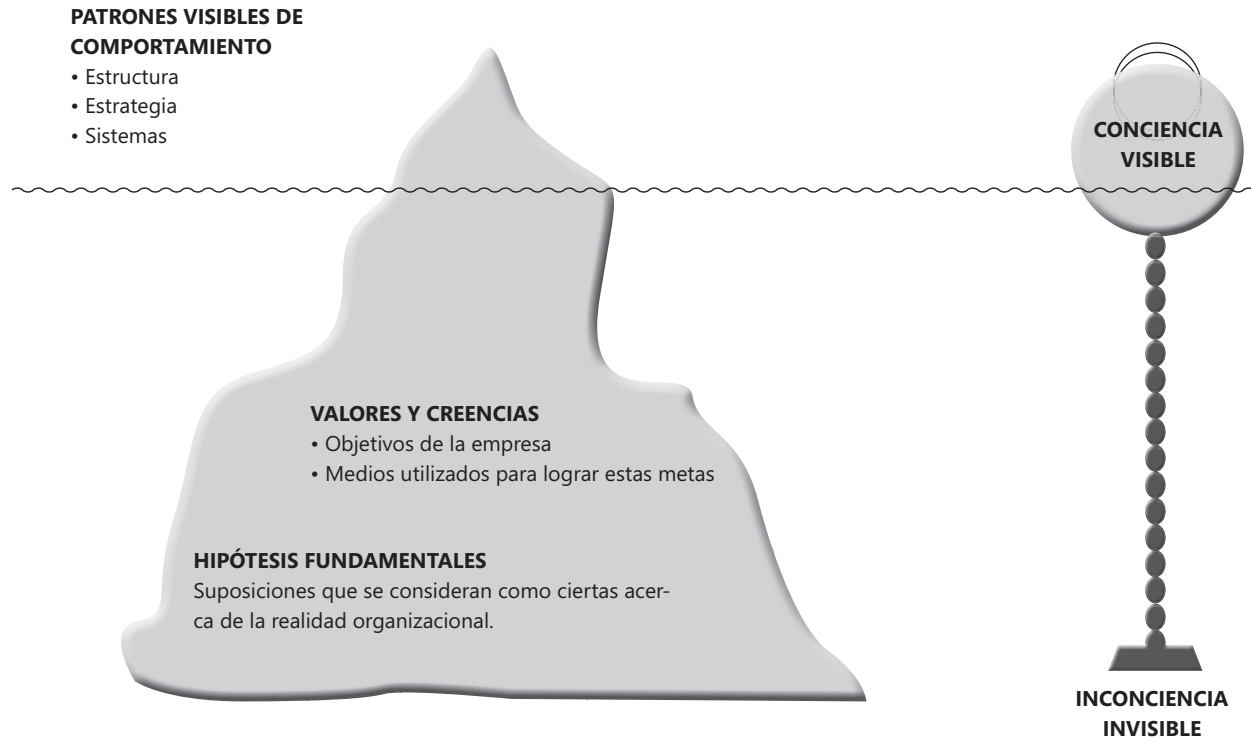 PATRONES VISIBLES DE
COMPORTAMIENTO
• Estructura
• Estrategia
• Sistemas
CONCIENCIA
VISIBLE
VALORES Y CREENCIAS
• Objetivos de la empresa
• Medios utilizados para lograr estas metas
HIPÓTESIS FUNDAMENTALES
Suposiciones que se consideran como ciertas acer-
ca de la realidad organizacional.
INCONCIENCIA
INVISIBLE